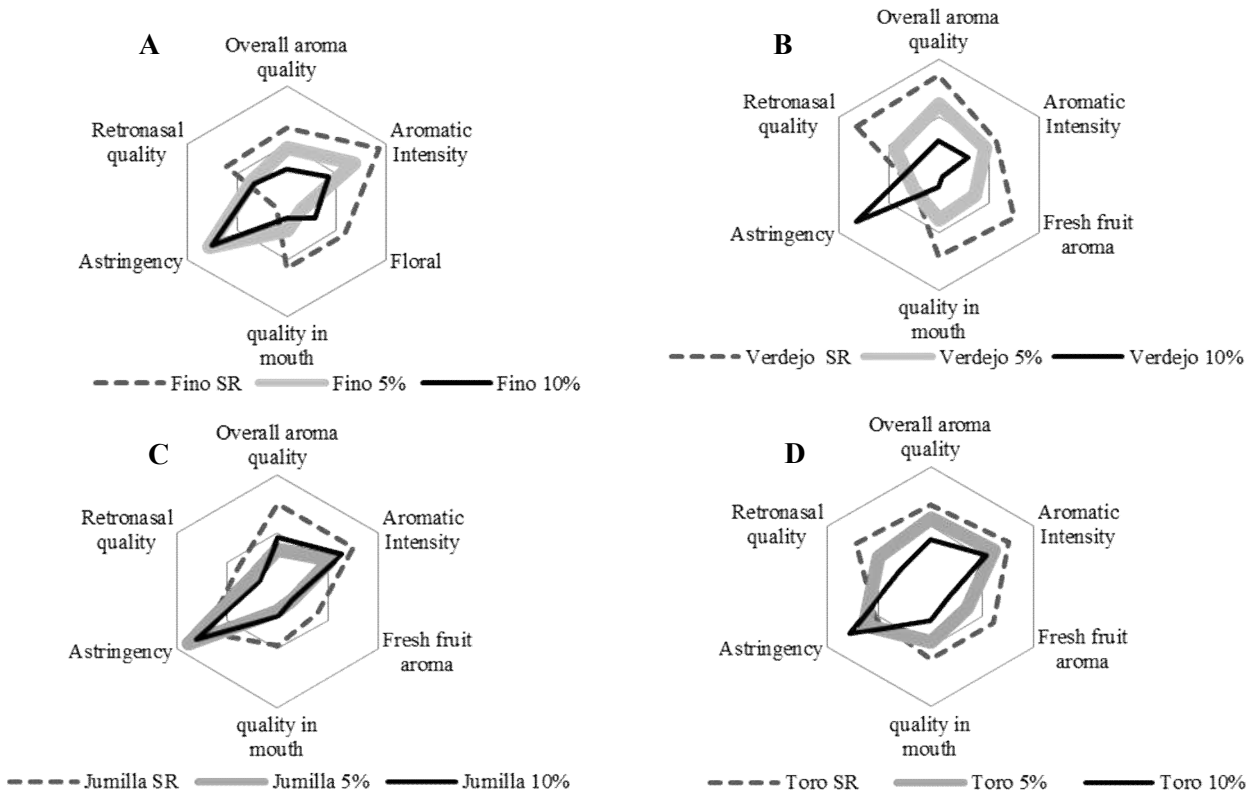 A
Overall aroma
quality
Retronasal
quality
Aromatic
Intensity
Astringency
Floral
quality in
mouth
Fino SR
Fino 5%
Fino 10%
B
Overall aroma
quality
Retronasal
quality
Aromatic
Intensity
Astringency
Fresh fruit
aroma
quality in
mouth
Verdejo SR
Verdejo 5%
Verdejo 10%
C
Overall aroma
quality
Retronasal
quality
Aromatic
Intensity
Astringency
Fresh fruit
aroma
quality in
mouth
Jumilla SR
Jumilla 5%
Jumilla 10%
D
Overall aroma
quality
Retronasal
quality
Aromatic
Intensity
Astringency
Fresh fruit
aroma
quality in
mouth
Toro SR
Toro 5%
Toro 10%